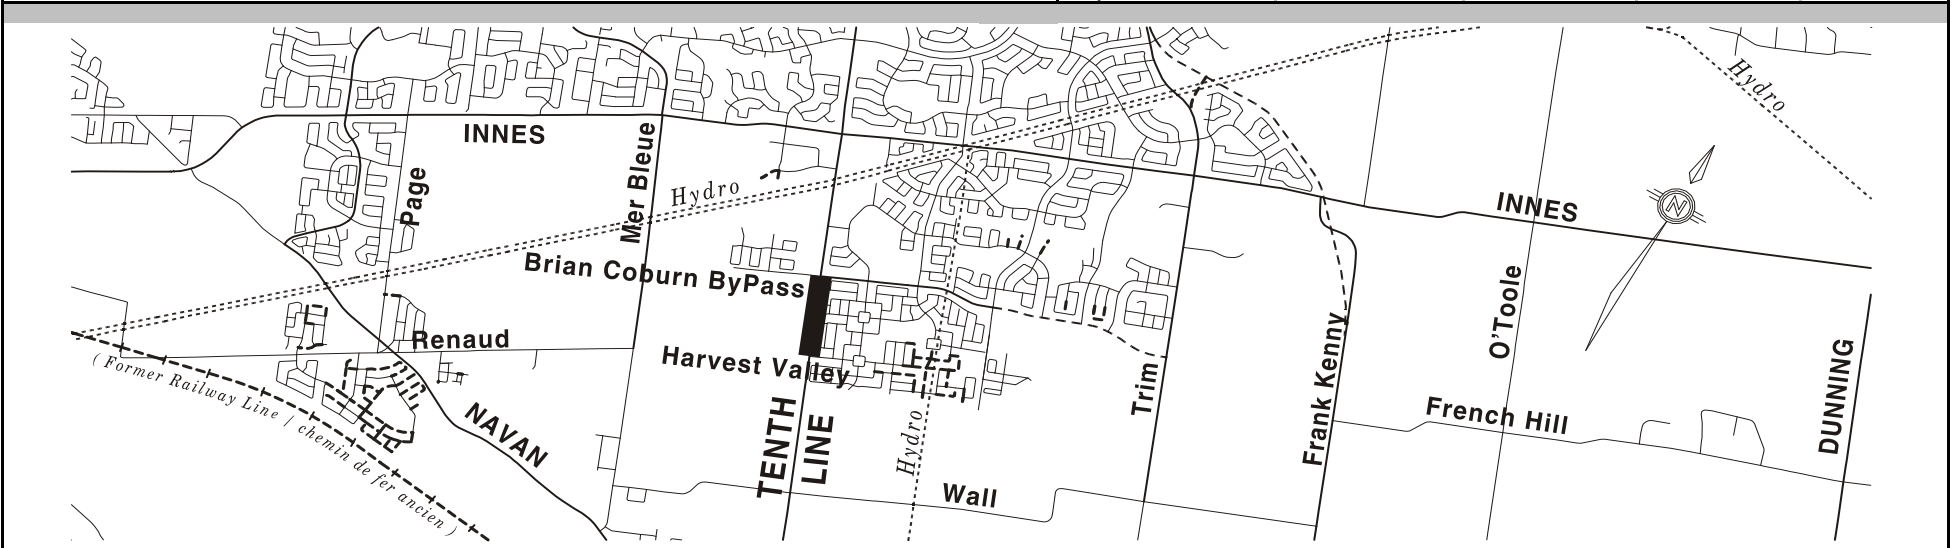 Hydro
INNES
Page
Mer Bleue
Hydro
INNES
N
Brian Coburn ByPass
O'Toole
Renaud
Harvest Valley
( Former Railway Line / chemin de fer ancien )
NAVAN
TENTH
LINE
Hydro
Trim
Frank Kenny
French Hill
DUNNING
Wall